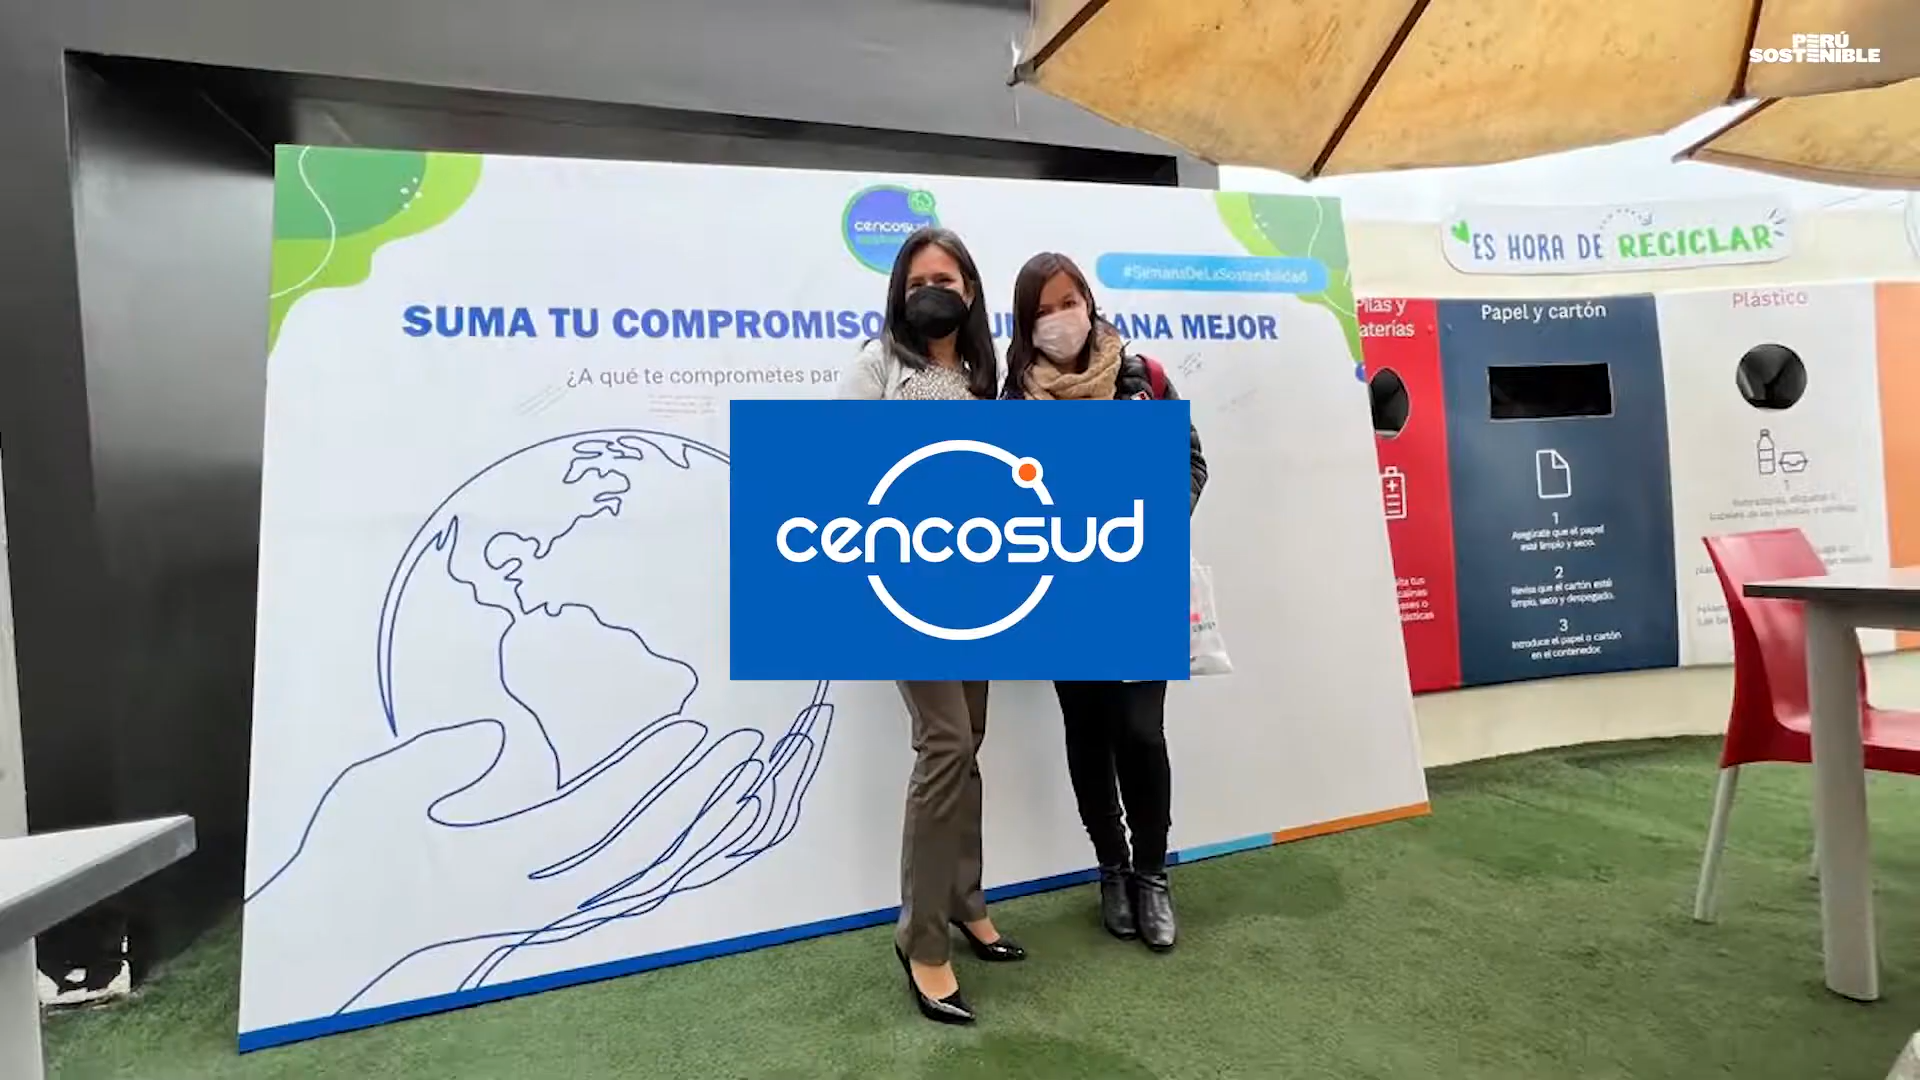 PERÚ
SOSTENIBLE
cencosud
#SemanaDeLaSostenibilidad
ES HORA DE RECICLAR
SUMA TU COMPROMISO
ANA MEJOR
¿A qué te comprometes par
Pilas y
aterías
Papel y cartón
Plástico
cencosud
1
Asegúrate que el papel
esté limpio y seco.
2
Revisa que el cartón esté
limpio, seco y despegado.
3
Introduce el papel o cartón
en el contenedor.
1